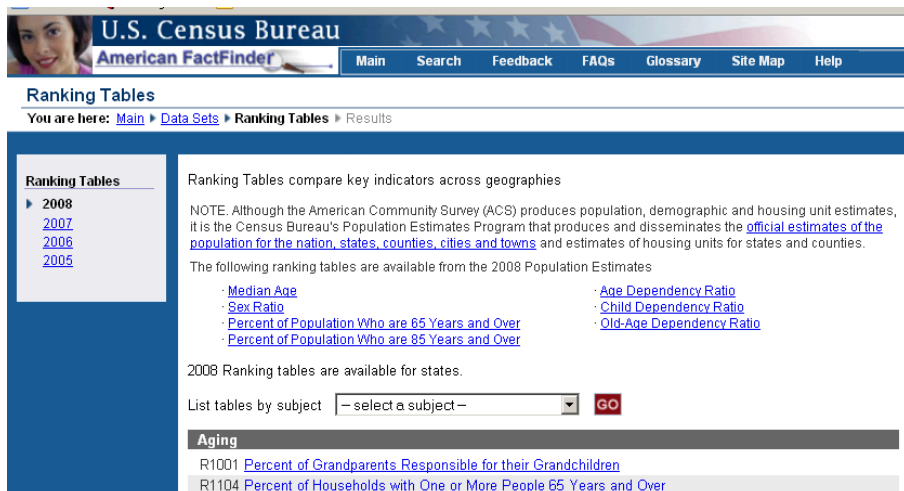 U.S. Census Bureau
American FactFinder
Main Search Feedback FAQs Glossary Site Map Help
Ranking Tables
You are here: Main Data Sets Ranking Tables Results
Ranking Tables
2008
2007
2006
2005
Ranking Tables compare key indicators across geographies
NOTE. Although the American Community Survey (ACS) produces population, demographic and housing unit estimates,
it is the Census Bureau's Population Estimates Program that produces and disseminates the official estimates of the
population for the nation, states, counties, cities and towns and estimates of housing units for states and counties.
The following ranking tables are available from the 2008 Population Estimates
· Median Age
· Sex Ratio
· Percent of Population Who are 65 Years and Over
· Percent of Population Who are 85 Years and Over
· Age Dependency Ratio
· Child Dependency Ratio
· Old-Age Dependency Ratio
2008 Ranking tables are available for states.
List tables by subject – select a subject – GO
Aging
R1001 Percent of Grandparents Responsible for their Grandchildren
R1104 Percent of Households with One or More People 65 Years and Over